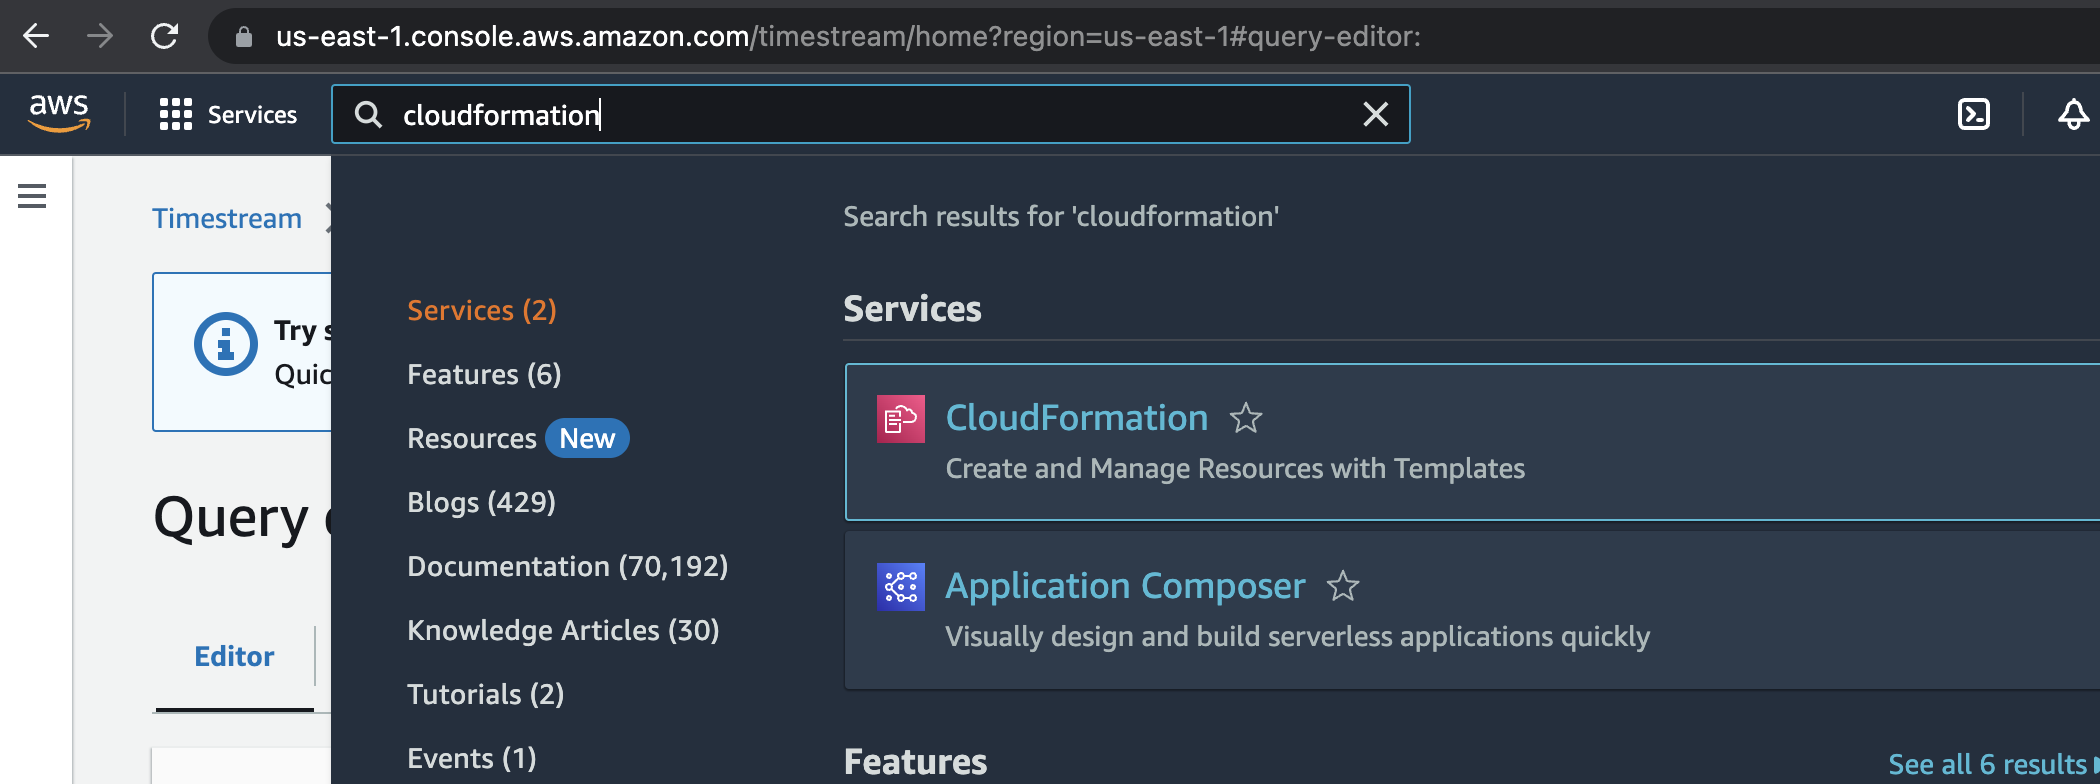 us-east-1.console.aws.amazon.com/timestream/home?region=us-east-1#query-editor:
aws
Services
cloudformation
Timestream
Try
Quic
Query
Editor
Search results for 'cloudformation'
Services (2)
Features (6)
Resources New
Blogs (429)
Documentation (70,192)
Knowledge Articles (30)
Tutorials (2)
Events (1)
Services
CloudFormation
Create and Manage Resources with Templates
Application Composer
Visually design and build serverless applications quickly
Features
See all 6 results